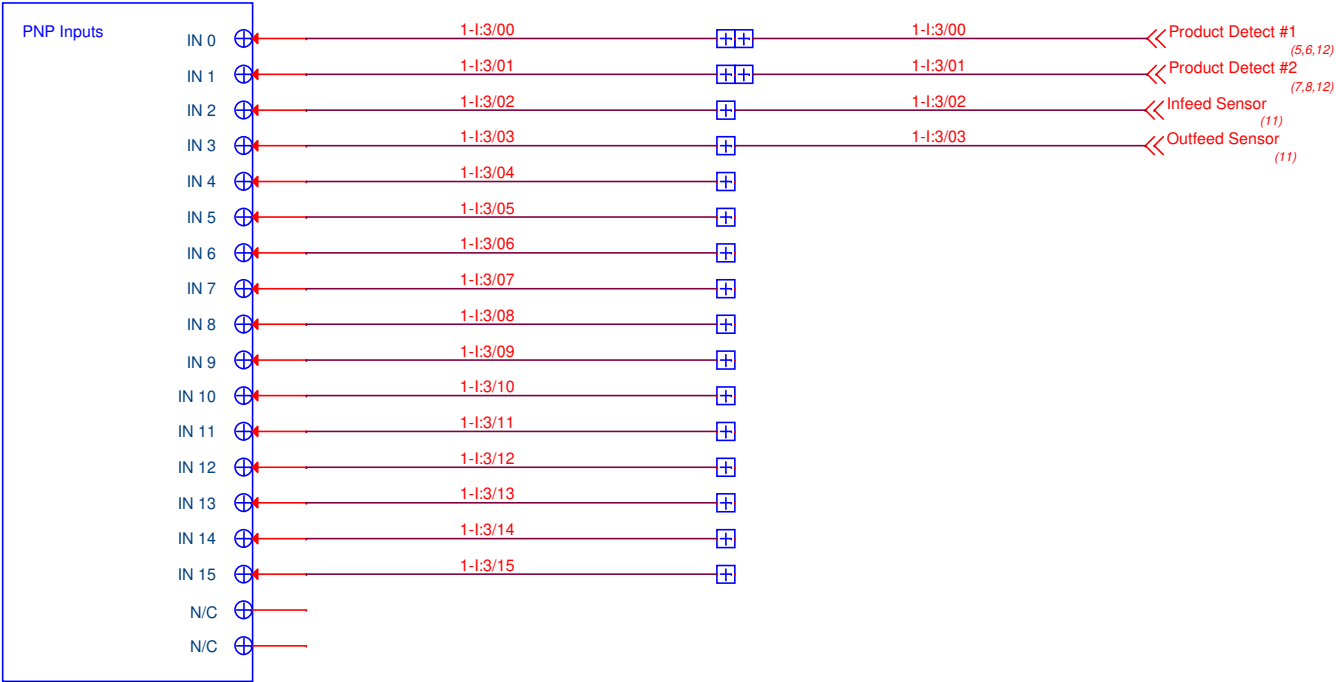 PNP Inputs
IN 0 1-I:3/00 1-I:3/00 Product Detect #1
(5,6,12)
IN 1 1-I:3/01 1-I:3/01 Product Detect #2
(7,8,12)
IN 2 1-I:3/02 1-I:3/02 Infeed Sensor
(11)
IN 3 1-I:3/03 1-I:3/03 Outfeed Sensor
(11)
IN 4 1-I:3/04
IN 5 1-I:3/05
IN 6 1-I:3/06
IN 7 1-I:3/07
IN 8 1-I:3/08
IN 9 1-I:3/09
IN 10 1-I:3/10
IN 11 1-I:3/11
IN 12 1-I:3/12
IN 13 1-I:3/13
IN 14 1-I:3/14
IN 15 1-I:3/15
N/C
N/C